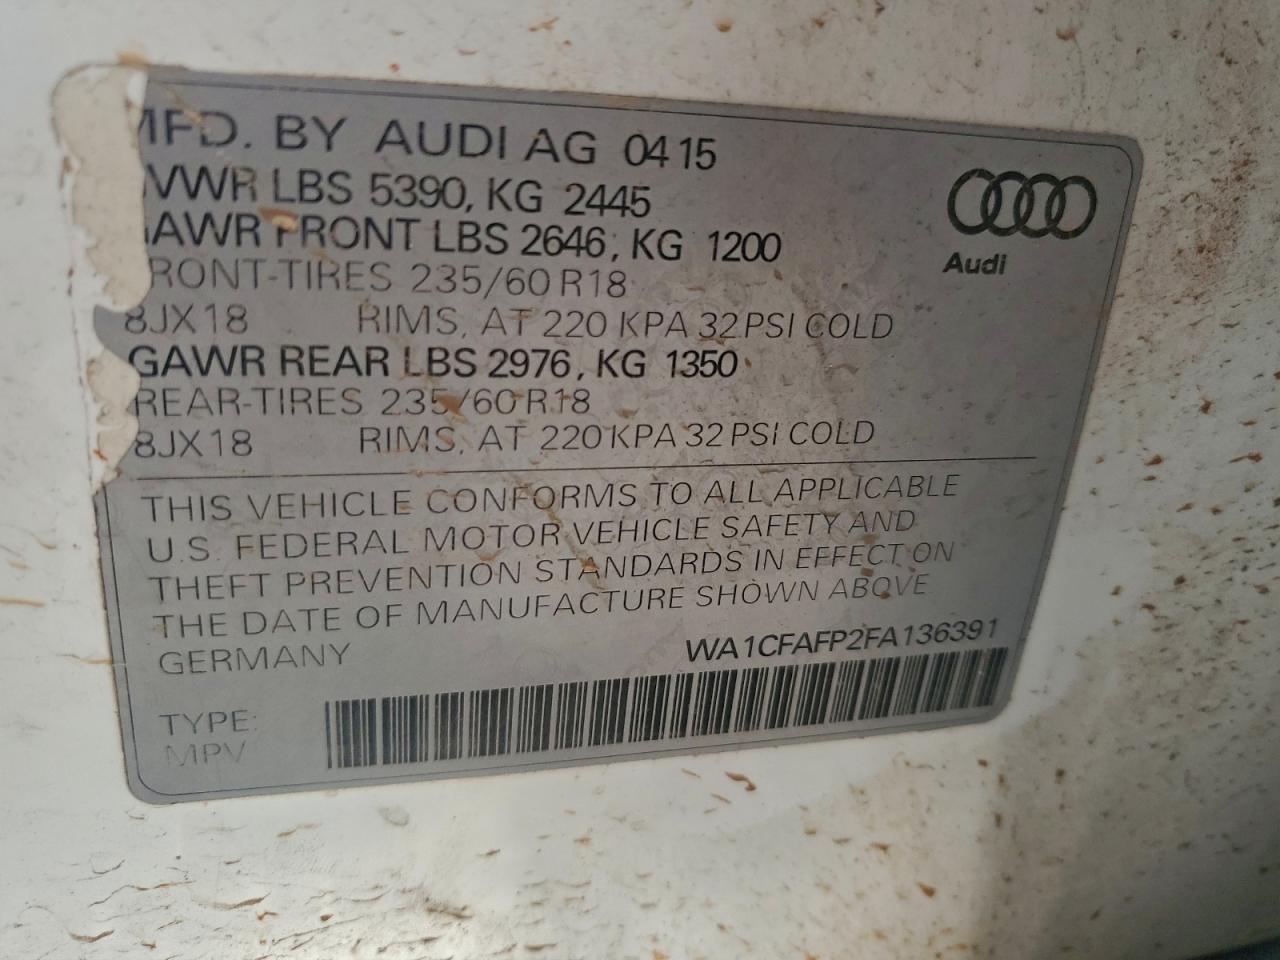 MFD. BY AUDI AG 0415
GVWR LBS 5390, KG 2445
GAWR FRONT LBS 2646, KG 1200
FRONT-TIRES 235/60 R18
8JX18 RIMS, AT 220 KPA 32 PSI COLD
GAWR REAR LBS 2976, KG 1350
REAR-TIRES 235/60 R18
8JX18 RIMS, AT 220 KPA 32 PSI COLD
Audi
THIS VEHICLE CONFORMS TO ALL APPLICABLE
U.S. FEDERAL MOTOR VEHICLE SAFETY AND
THEFT PREVENTION STANDARDS IN EFFECT ON
THE DATE OF MANUFACTURE SHOWN ABOVE
GERMANY
WA1CFAFP2FA136391
TYPE:
MPV